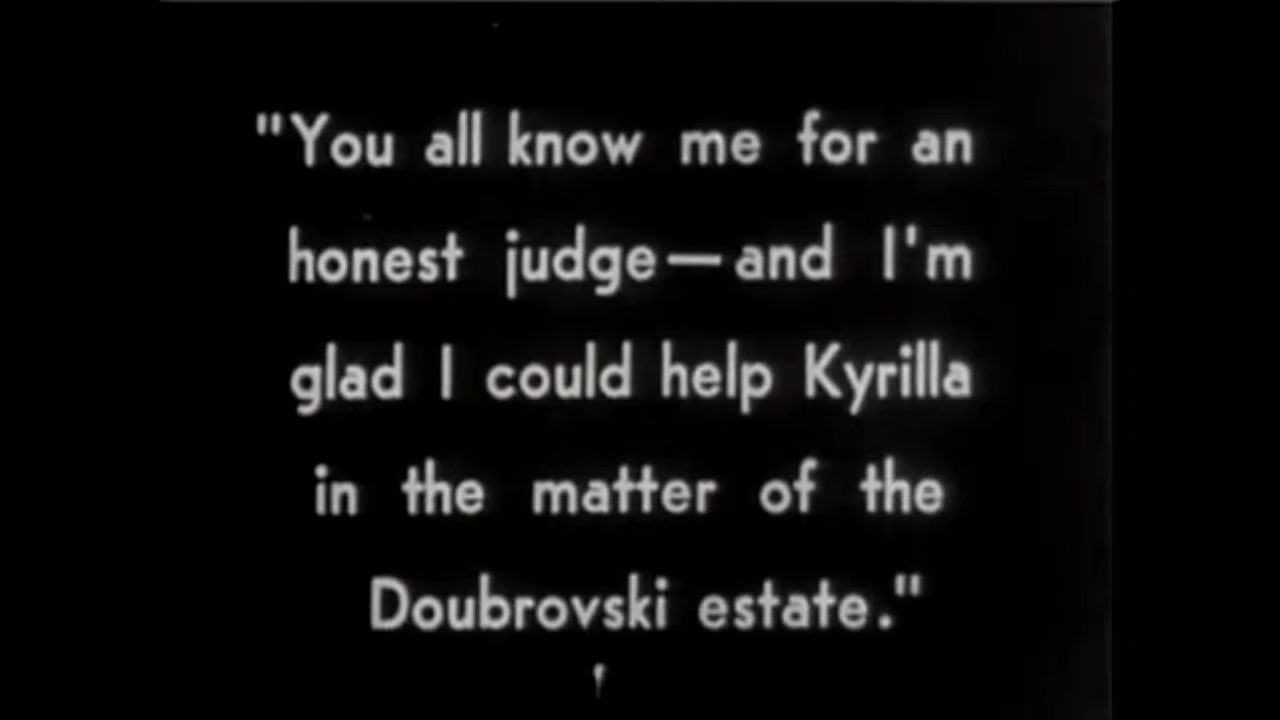 "You all know me for an
honest judge—and I'm
glad I could help Kyrilla
in the matter of the
Doubrovski estate."